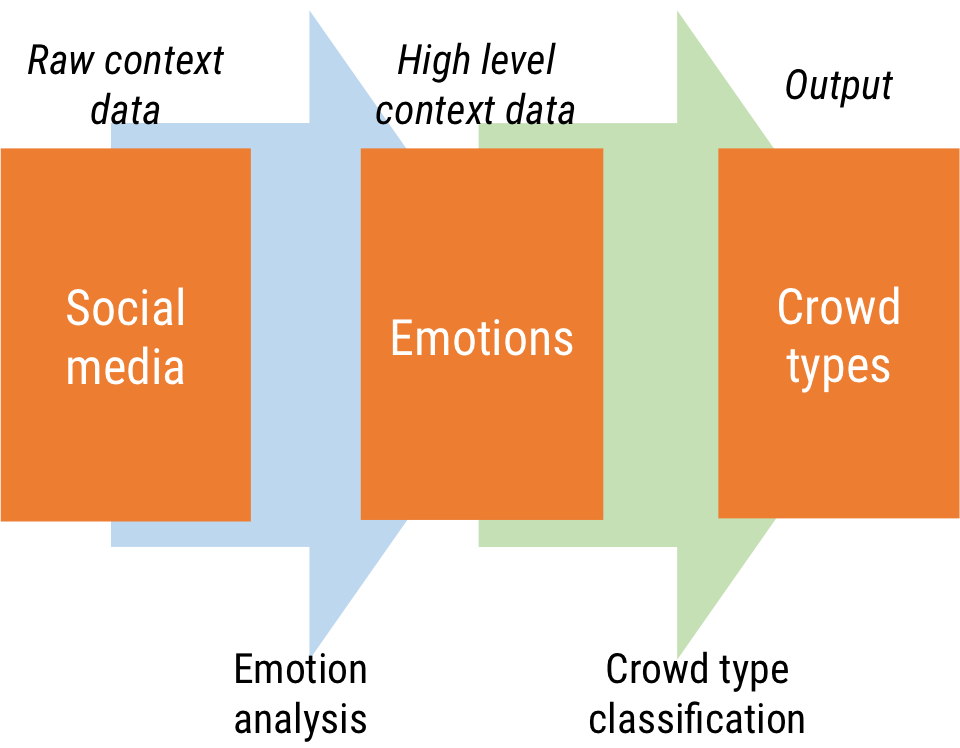 Raw context
data
High level
context data
Output
Social
media
Emotions
Crowd
types
Emotion
analysis
Crowd type
classification